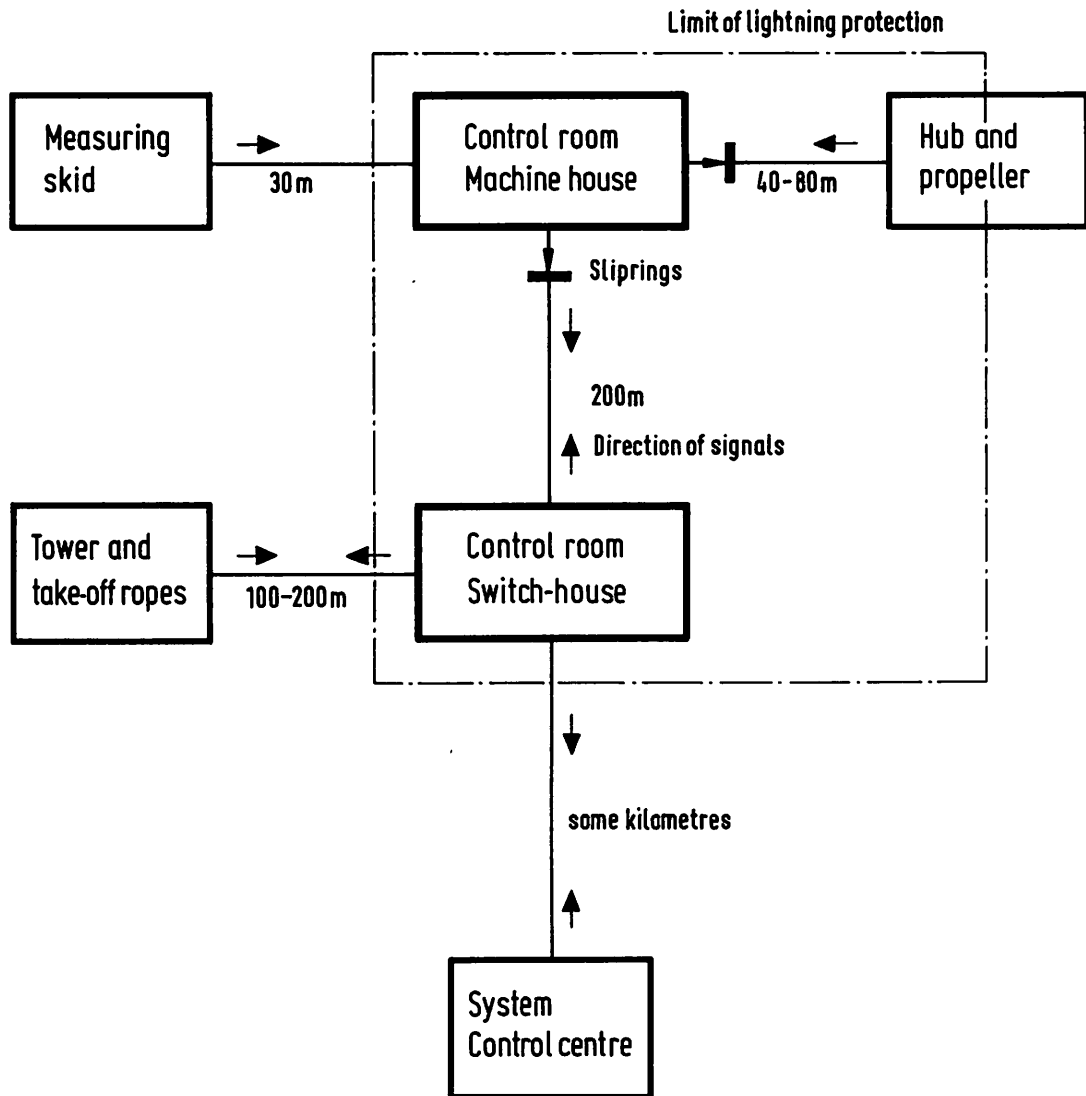 Limit of lightning protection
Measuring
skid
30m
Control room
Machine house
40-80m
Hub and
propeller
Sliprings
200m
Direction of signals
Tower and
take-off ropes
100-200m
Control room
Switch-house
some kilometres
System
Control centre